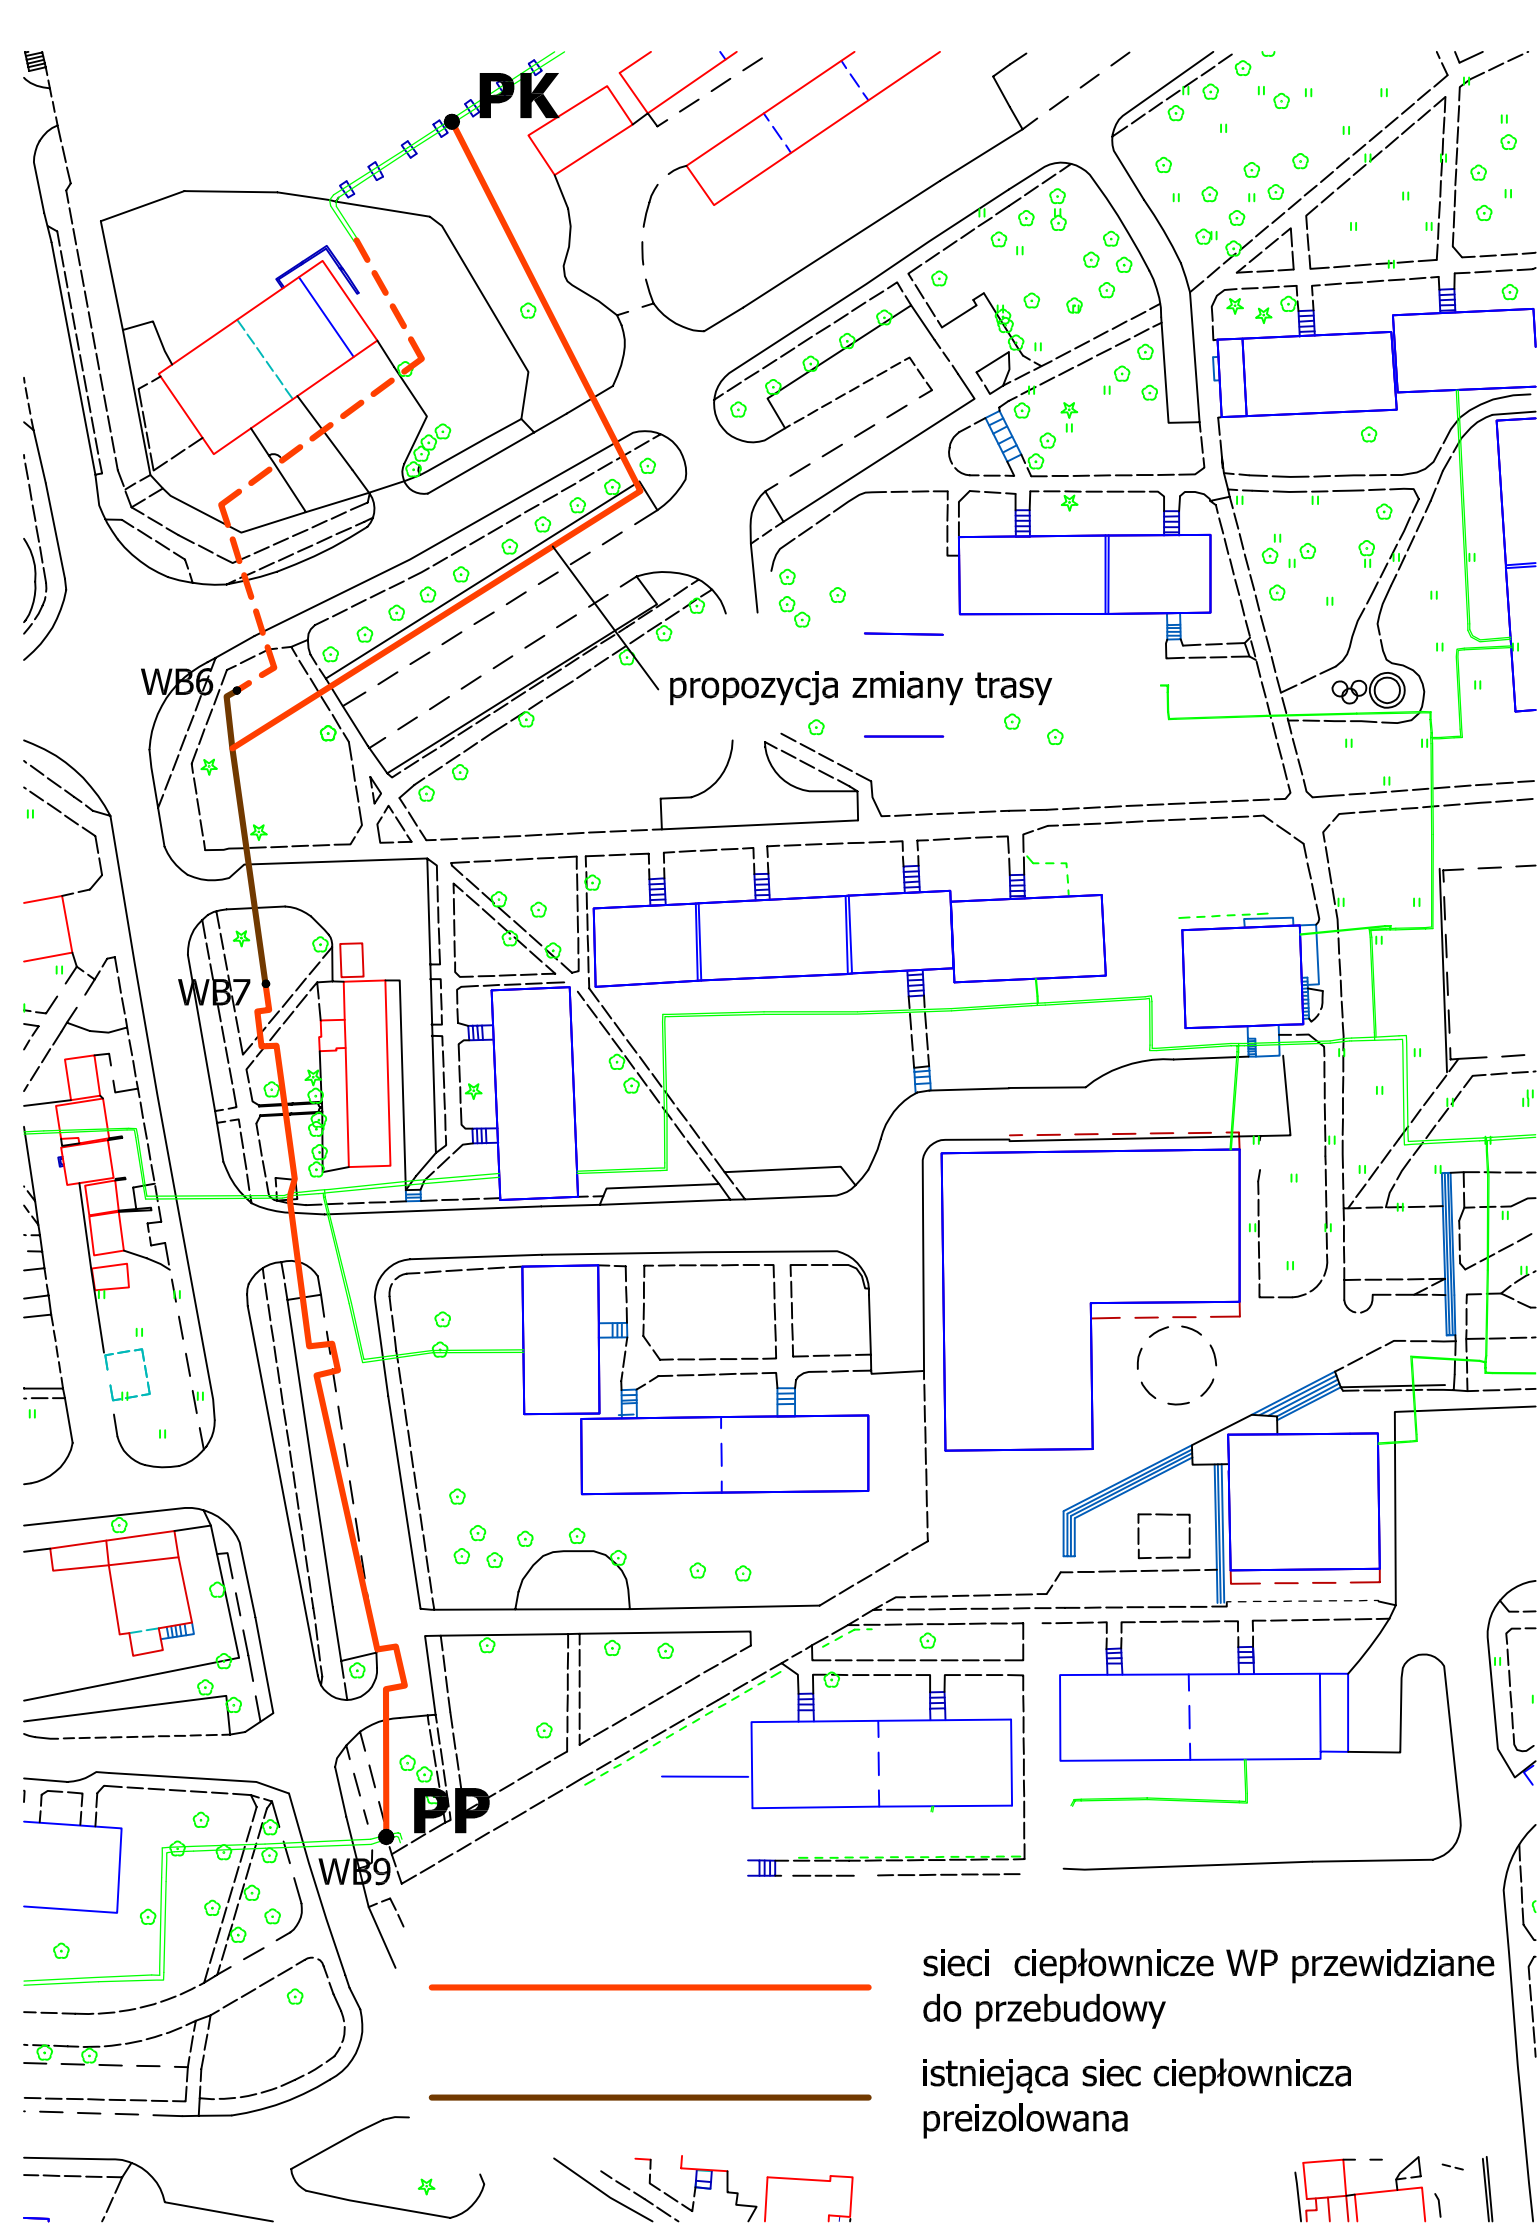 PK
WB6
propozycja zmiany trasy
WB7
PP
WB9
sieci ciepłownicze WP przewidziane
do przebudowy
istniejąca siec ciepłownicza
preizolowana